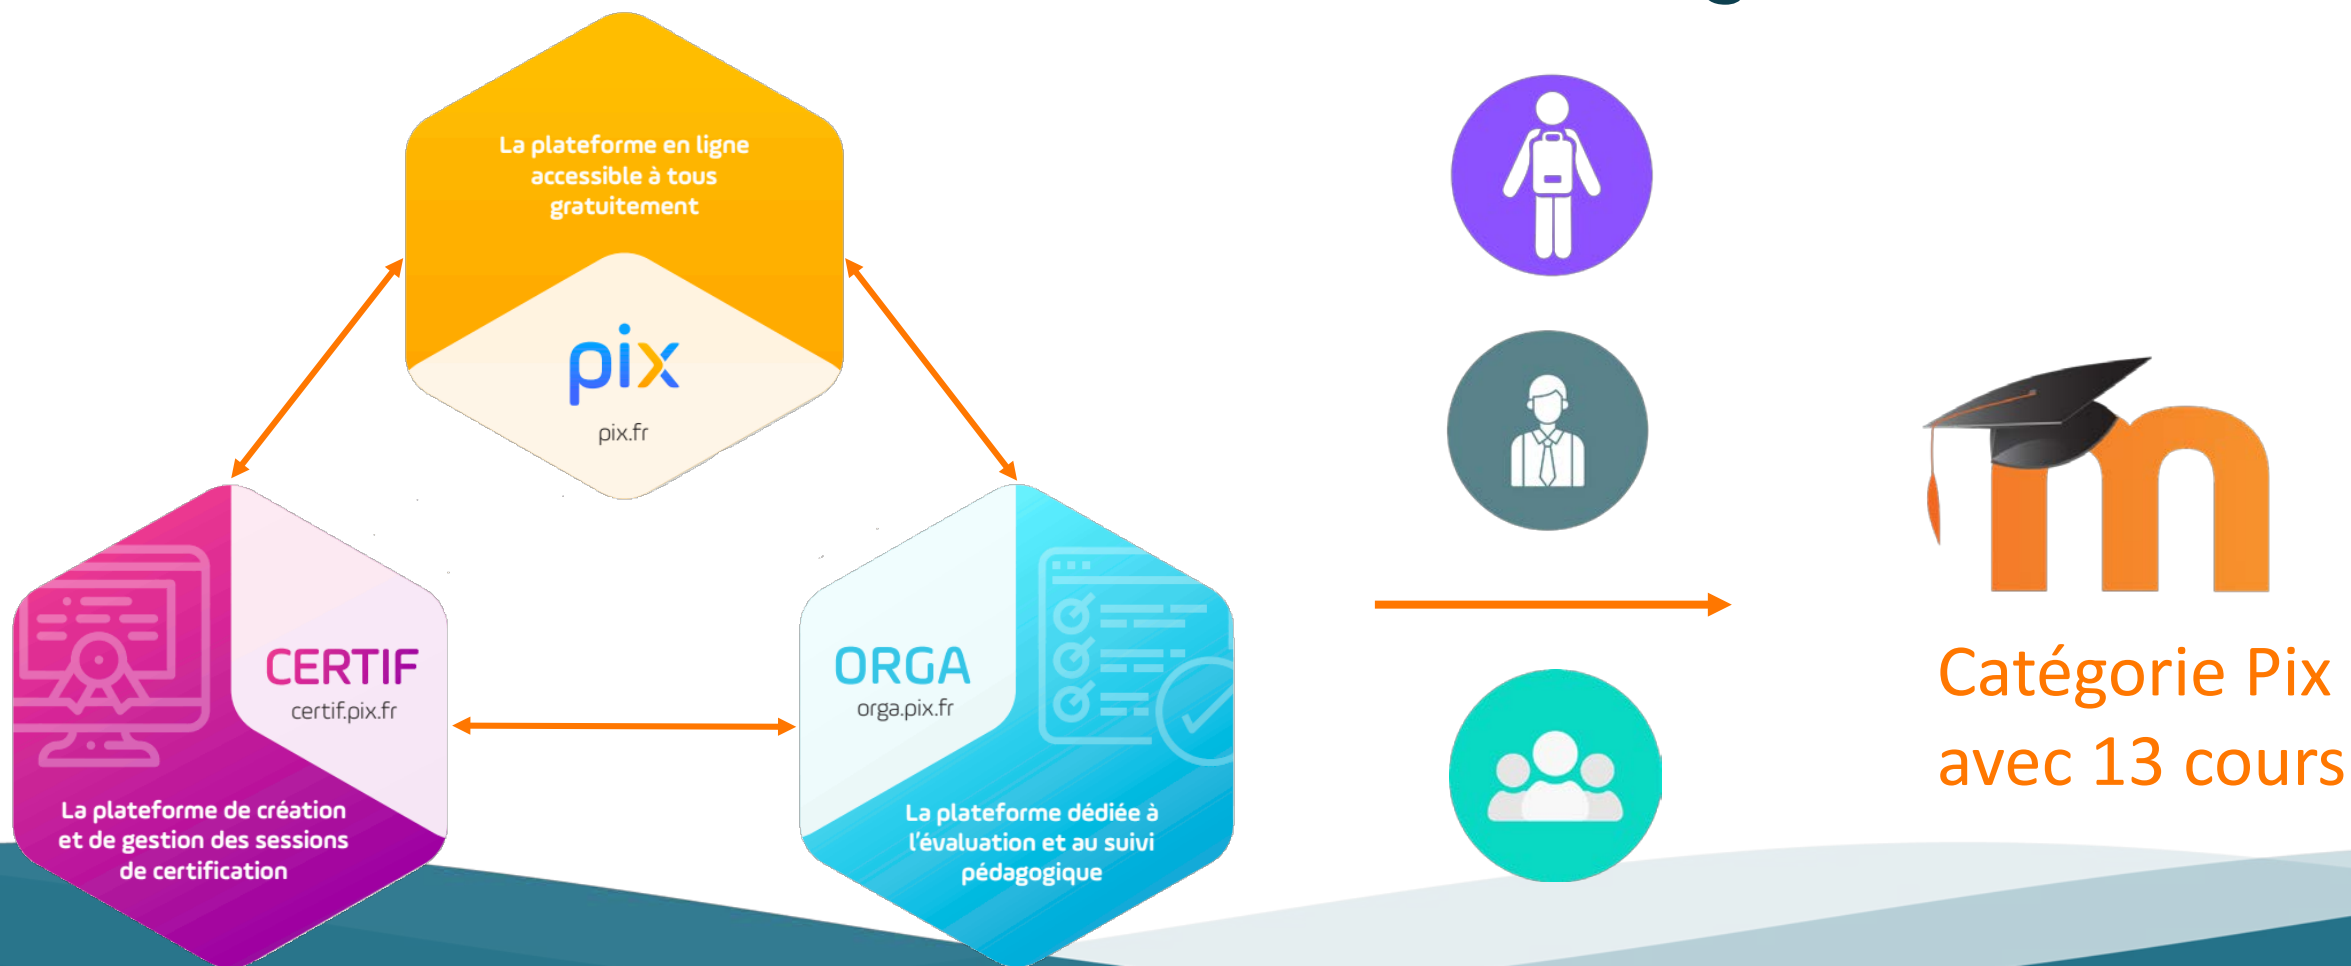 La plateforme en ligne
accessible à tous
gratuitement
pix
pix.fr
CERTIF
certif.pix.fr
La plateforme de création
et de gestion des sessions
de certification
ORGA
orga.pix.fr
La plateforme dédiée à
l'évaluation et au suivi
pédagogique
m
Catégorie Pix
avec 13 cours